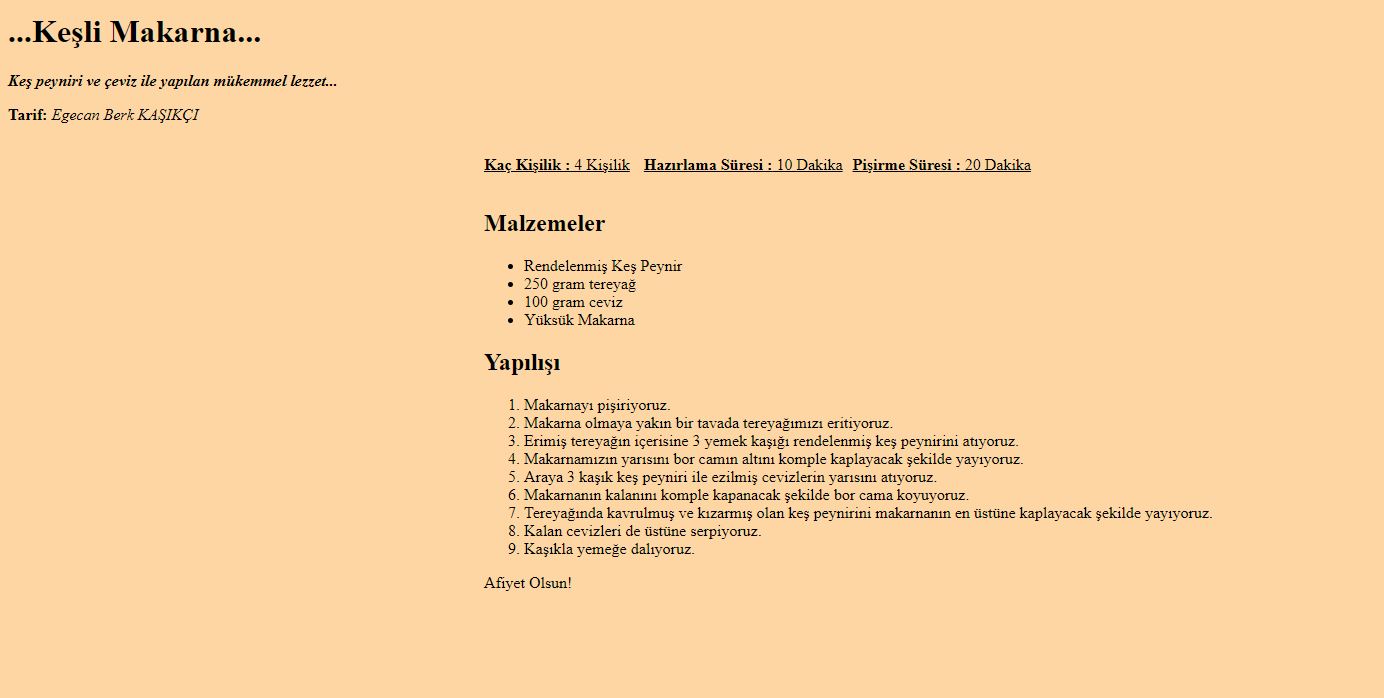 ...Keşli Makarna...
Keş peyniri ve çeviz ile yapılan mükemmel lezzet...
Tarif: Egecan Berk KAŞIKÇI
Kaç Kişilik : 4 Kişilik Hazırlama Süresi : 10 Dakika Pişirme Süresi : 20 Dakika
Malzemeler
• Rendelenmiş Keş Peynir
• 250 gram tereyağ
• 100 gram ceviz
• Yüksük Makarna
Yapılışı
1. Makarnayı pişiriyoruz.
2. Makarna olmaya yakın bir tavada tereyağımızı eritiyoruz.
3. Erimiş tereyağın içerisine 3 yemek kaşığı rendelenmiş keş peynirini atıyoruz.
4. Makarnamızın yarısını bor camın altını komple kaplayacak şekilde yayıyoruz.
5. Araya 3 kaşık keş peyniri ile ezilmiş cevizlerin yarısını atıyoruz.
6. Makarnanın kalanını komple kapanacak şekilde bor cama koyuyoruz.
7. Tereyağında kavrulmuş ve kızarmış olan keş peynirini makarnanın en üstüne kaplayacak şekilde yayıyoruz.
8. Kalan cevizleri de üstüne serpiyoruz.
9. Kaşıkla yemeğe dalıyoruz.
Afiyet Olsun!